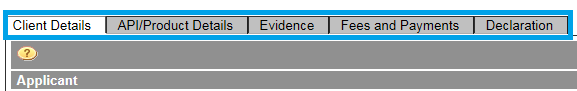 Client Details API/Product Details Evidence Fees and Payments Declaration
?
Applicant